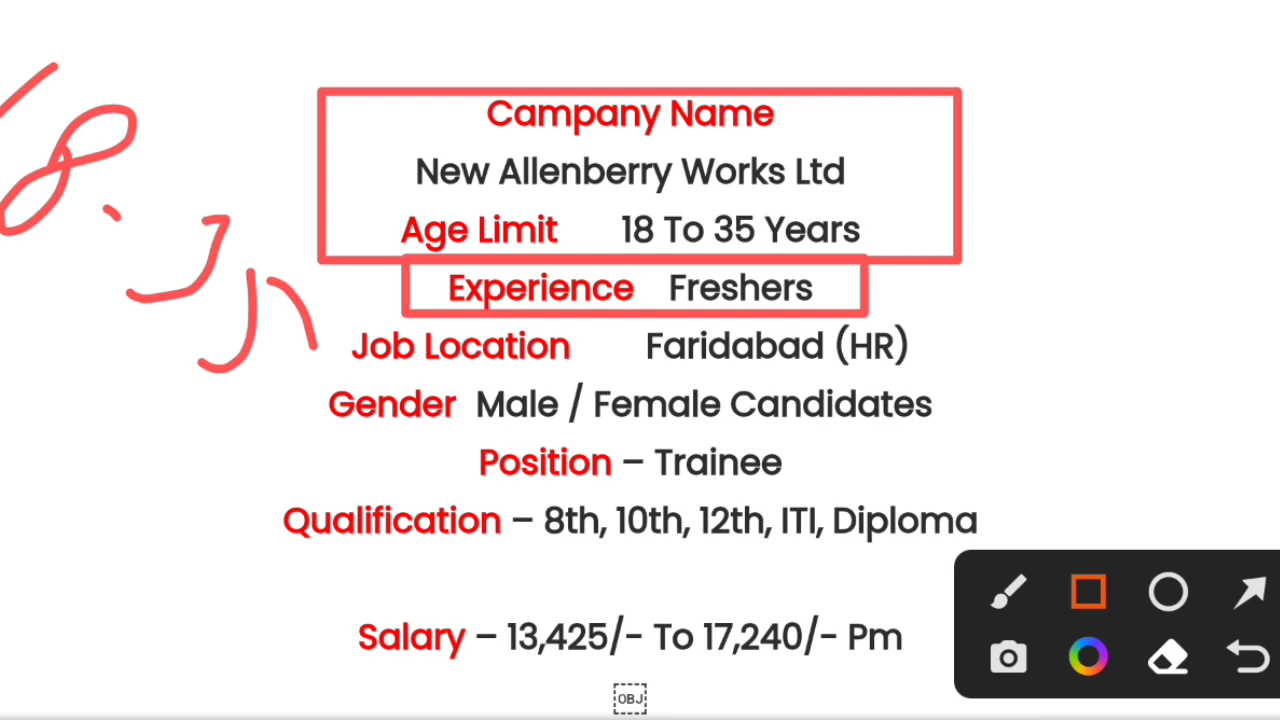 Campany Name
New Allenberry Works Ltd
Age Limit 18 To 35 Years
Experience Freshers
Job Location Faridabad (HR)
Gender Male / Female Candidates
Position – Trainee
Qualification – 8th, 10th, 12th, ITI, Diploma
Salary – 13,425/- To 17,240/- Pm
OBJ